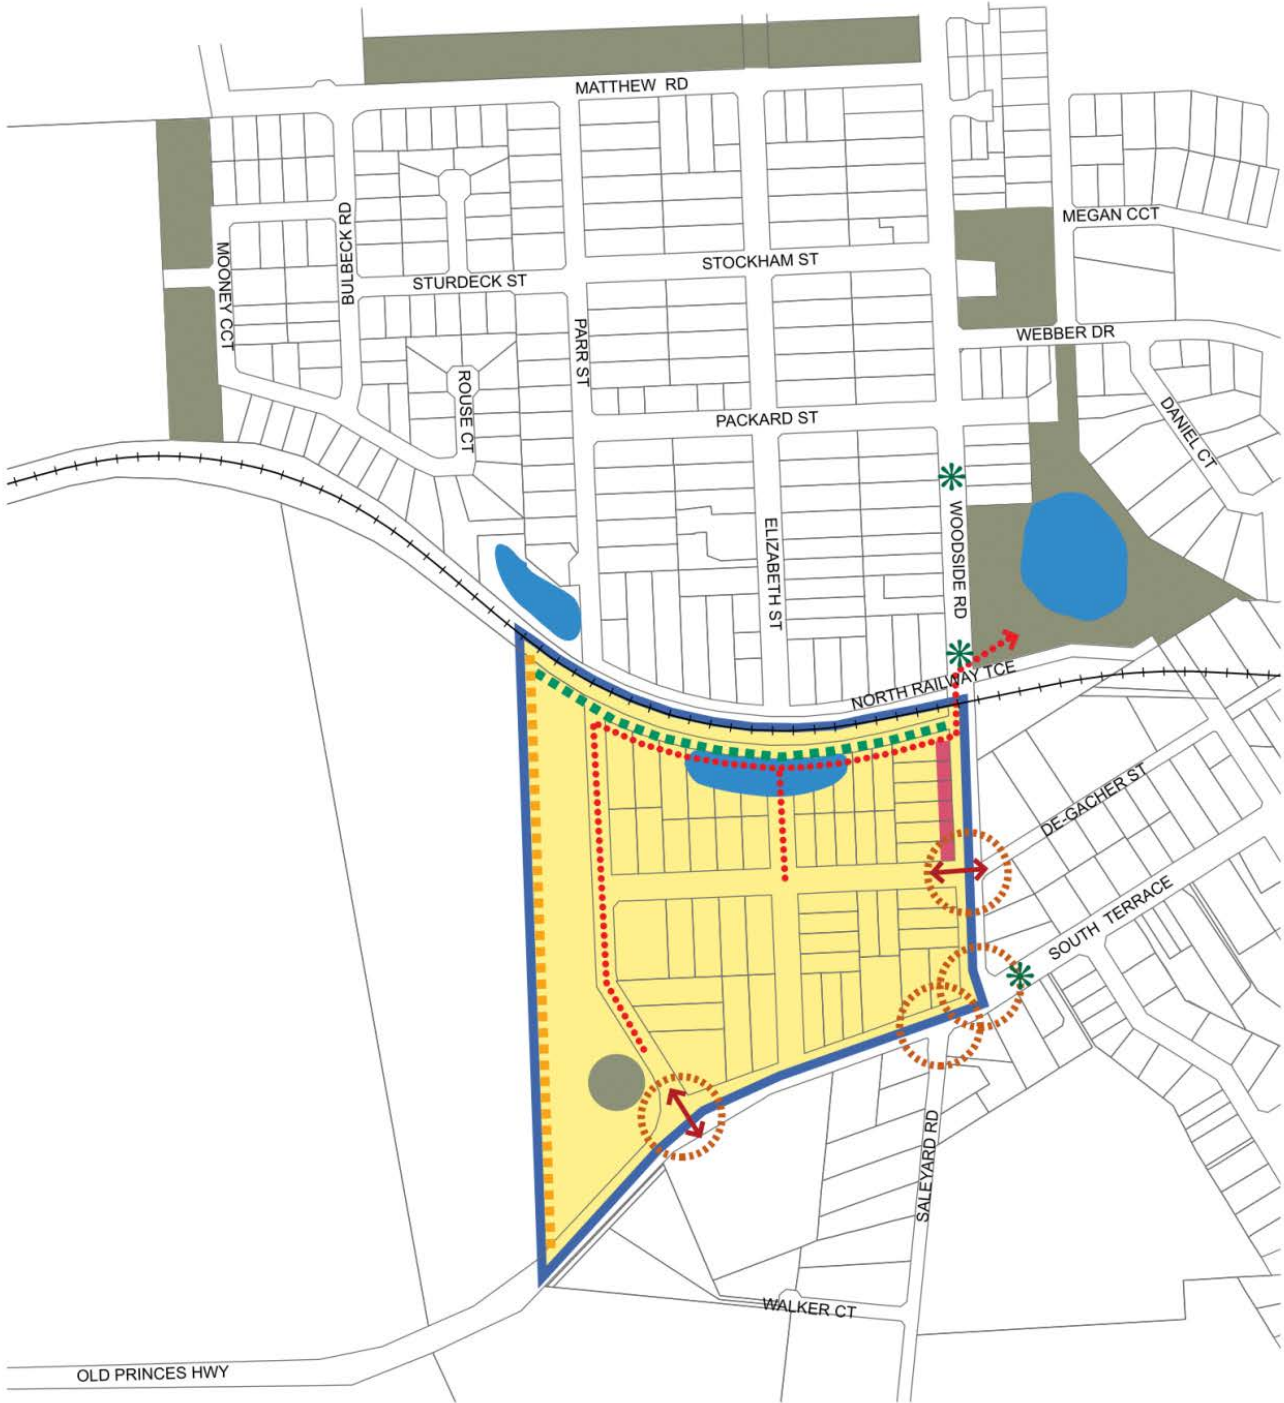 MATTHEW RD
MEGAN CCT
BULBECK RD
MOONEY CCT
STOCKHAM ST
STURDECK ST
WEBBER DR
PARR ST
ROUSE CT
PACKARD ST
DANIEL CT
ELIZABETH ST
WOODSIDE RD
NORTH RAILWAY TCE
DE-GACHER ST
SOUTH TERRACE
SALEYARD RD
WALKER CT
OLD PRINCES HWY